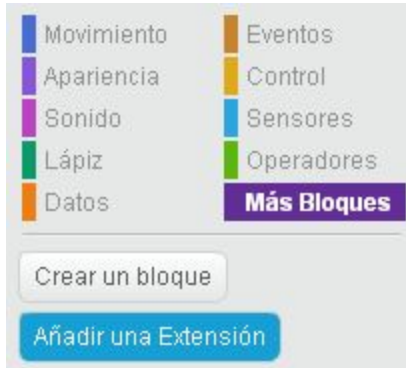 Movimiento
Eventos
Apariencia
Control
Sonido
Sensores
Lápiz
Operadores
Datos
Más Bloques
Crear un bloque
Añadir una Extensión